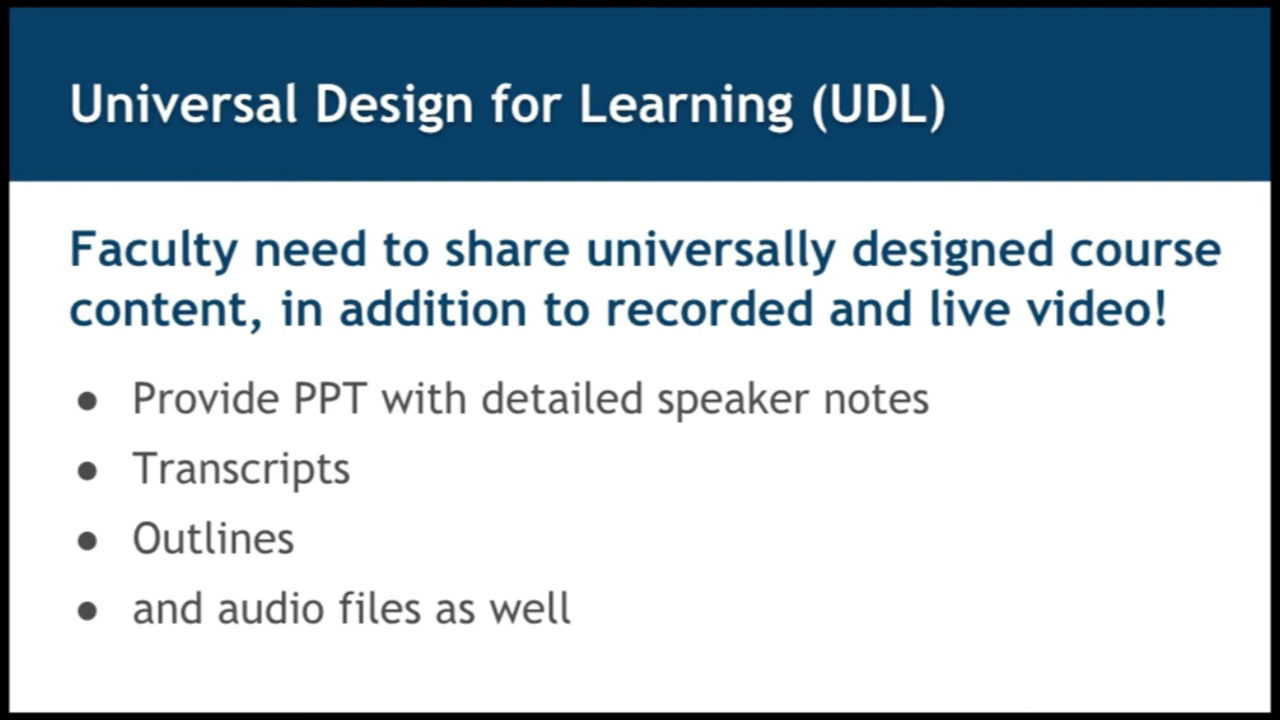 Universal Design for Learning (UDL)
Faculty need to share universally designed course
content, in addition to recorded and live video!
● Provide PPT with detailed speaker notes
● Transcripts
● Outlines
● and audio files as well